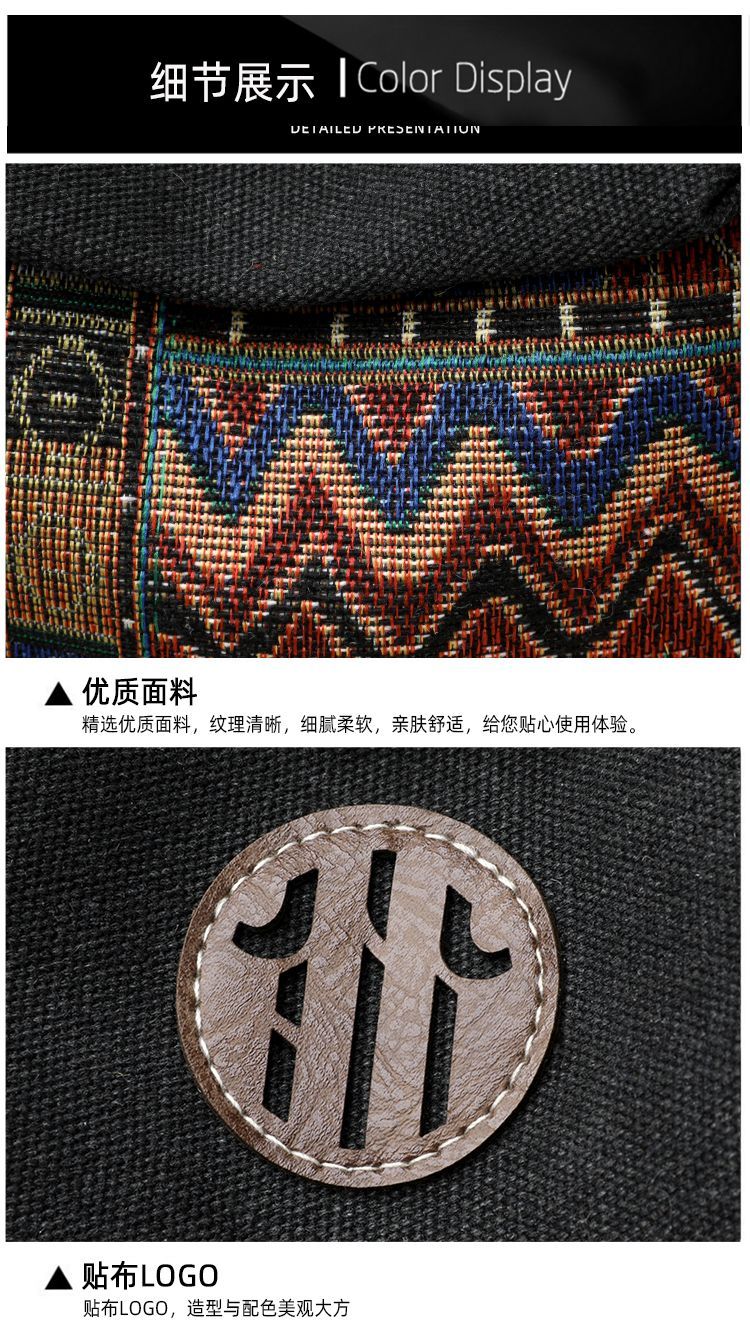 细节展示 Color Display
DETAILED PRESENTATION
▲ 优质面料
精选优质面料，纹理清晰，细腻柔软，亲肤舒适，给您贴心使用体验。
▲ 贴布LOGO
贴布LOGO，造型与配色美观大方